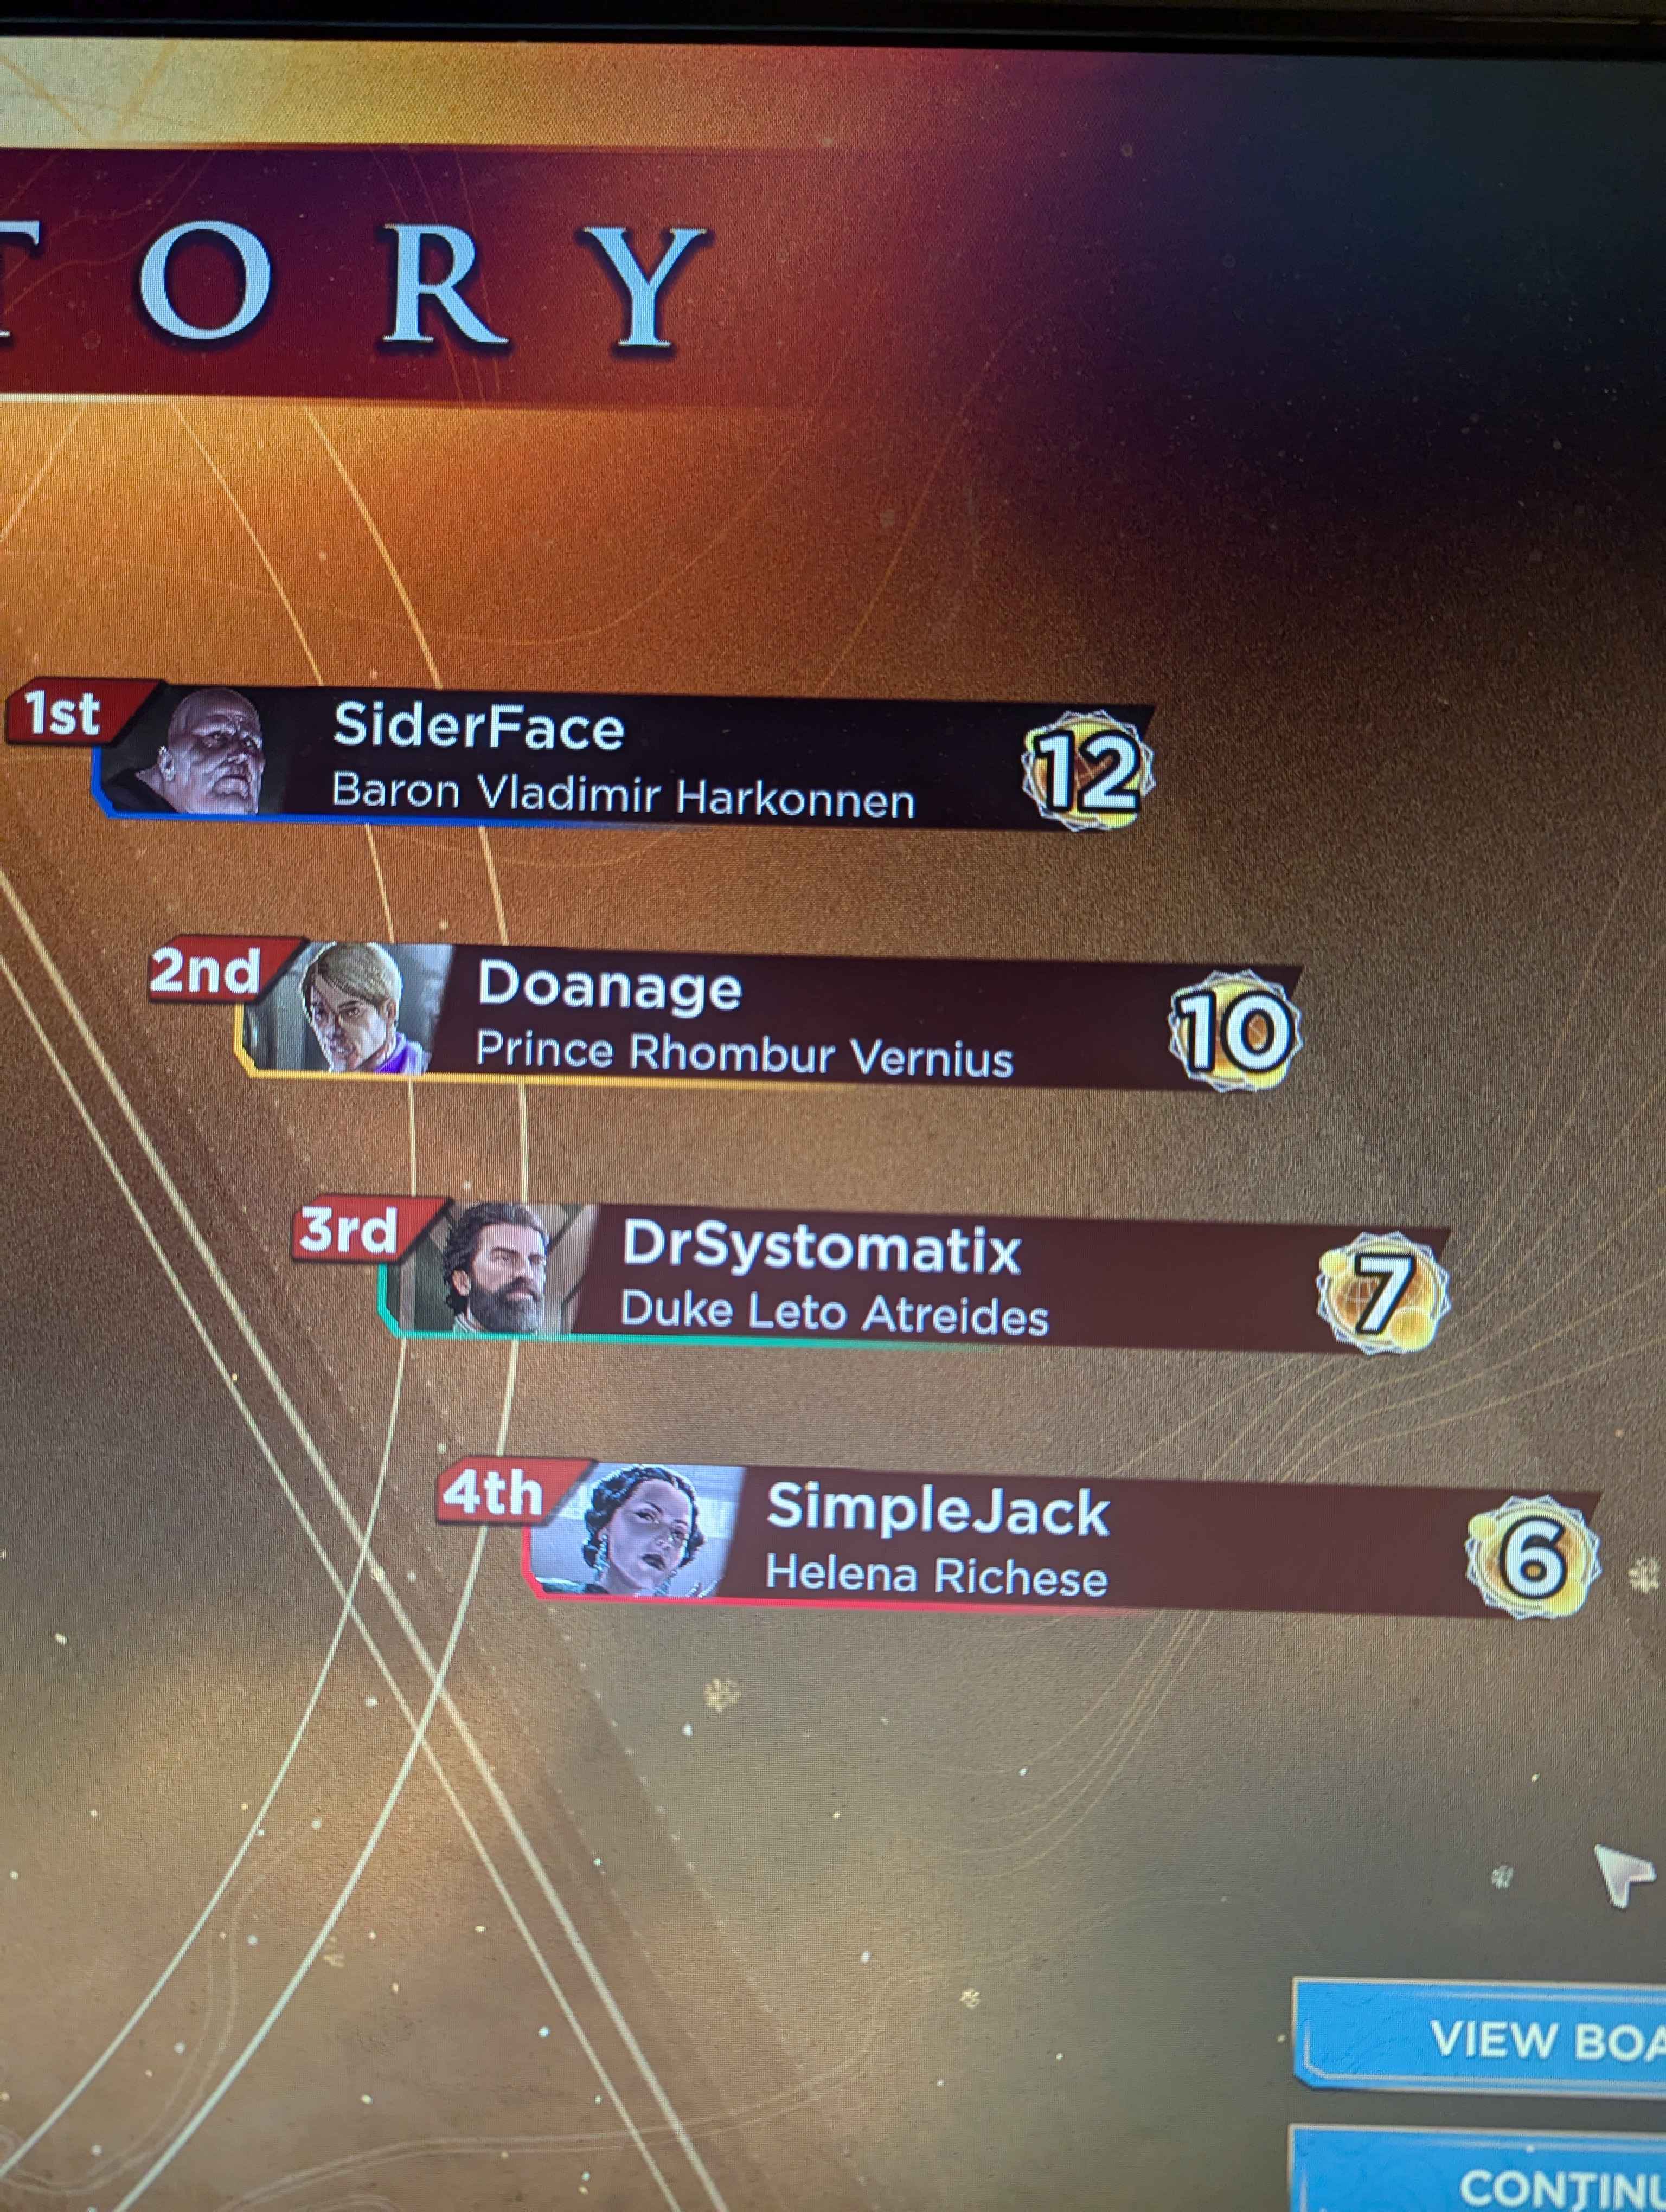 TORY
1st
SiderFace
Baron Vladimir Harkonnen
12
2nd
Doanage
Prince Rhombur Vernius
10
3rd
DrSystomatix
Duke Leto Atreides
7
4th
SimpleJack
Helena Richese
6
VIEW BOA
CONTINU